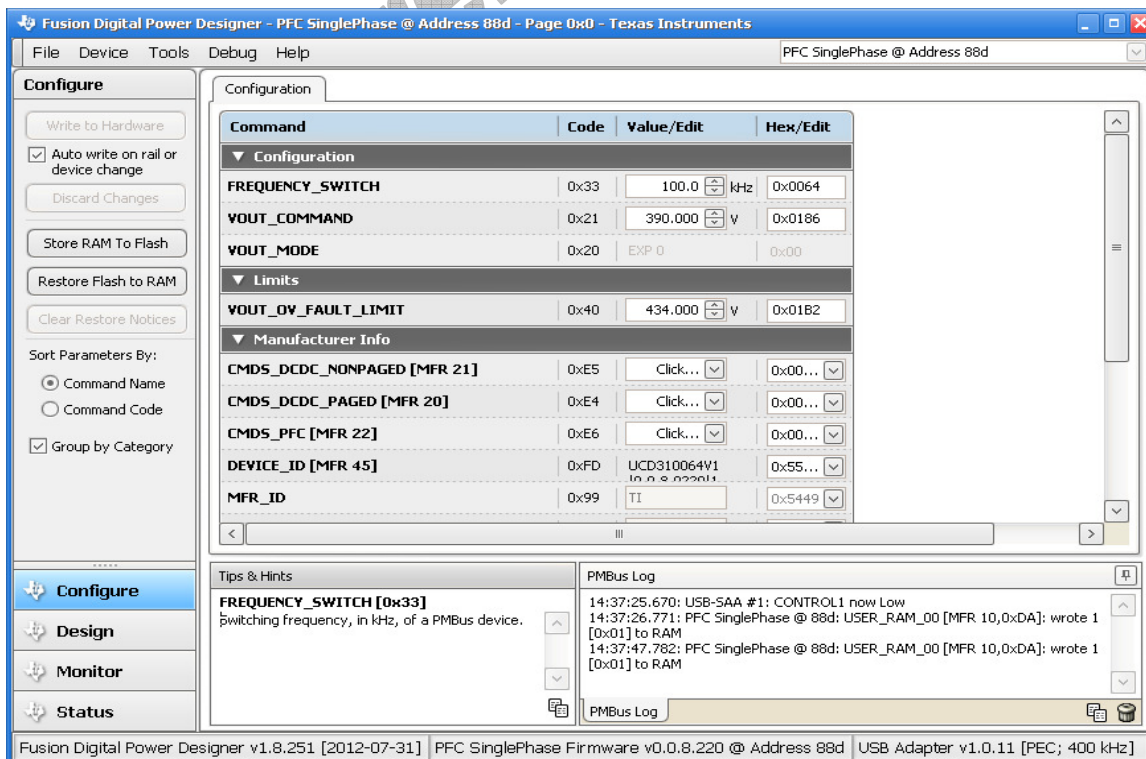 Fusion Digital Power Designer - PFC SinglePhase @ Address 88d - Page 0x0 - Texas Instruments
File Device Tools Debug Help
PFC SinglePhase @ Address 88d
Configure
Write to Hardware
Auto write on rail or
device change
Discard Changes
Store RAM To Flash
Restore Flash to RAM
Clear Restore Notices
Sort Parameters By:
Command Name
Command Code
Group by Category
Configuration
Command Code Value/Edit Hex/Edit
Configuration
FREQUENCY_SWITCH 0x33 100.0 kHz 0x0064
VOUT_COMMAND 0x21 390.000 V 0x0186
VOUT_MODE 0x20 EXP 0 0x00
Limits
VOUT_OV_FAULT_LIMIT 0x40 434.000 V 0x01B2
Manufacturer Info
CMDS_DCDC_NONPAGED [MFR 21] 0xE5 Click... 0x00...
CMDS_DCDC_PAGED [MFR 20] 0xE4 Click... 0x00...
CMDS_PFC [MFR 22] 0xE6 Click... 0x00...
DEVICE_ID [MFR 45] 0xFD UCD310064V1 0x55...
MFR_ID 0x99 TI 0x5449
Configure
Design
Monitor
Status
Tips & Hints
FREQUENCY_SWITCH [0x33]
Switching frequency, in kHz, of a PMBus device.
PMBus Log
14:37:25.670: USB-SAA #1: CONTROL1 now Low
14:37:26.771: PFC SinglePhase @ 88d: USER_RAM_00 [MFR 10,0xDA]: wrote 1
[0x01] to RAM
14:37:47.782: PFC SinglePhase @ 88d: USER_RAM_00 [MFR 10,0xDA]: wrote 1
[0x01] to RAM
PMBus Log
Fusion Digital Power Designer v1.8.251 [2012-07-31] PFC SinglePhase Firmware v0.0.8.220 @ Address 88d USB Adapter v1.0.11 [PEC; 400 kHz]